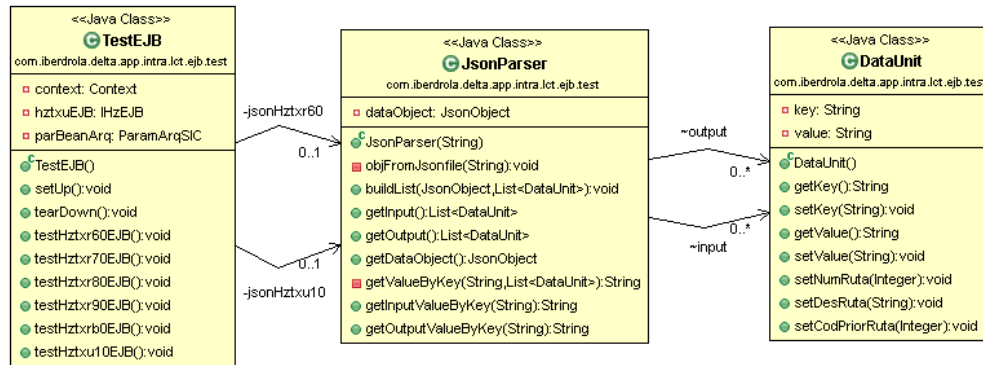 <<Java Class>>
C TestEJB
com.iberdrola.delta.app.intra.lct.ejb.test
context: Context
hztxuEJB: IHzEJB
parBeanArq: ParamArqSIC
C TestEJB()
setUp():void
tearDown():void
testHztxr60EJB():void
testHztxr70EJB():void
testHztxr80EJB():void
testHztxr90EJB():void
testHztxrb0EJB():void
testHztxu10EJB():void
-jsonHztxr60
0..1
0..1
-jsonHztxu10
<<Java Class>>
C JsonParser
com.iberdrola.delta.app.intra.lct.ejb.test
dataObject: JsonObject
C JsonParser(String)
objFromJsonfile(String):void
buildList(JsonObject,List<DataUnit>):void
getInput():List<DataUnit>
getOutput():List<DataUnit>
getDataObject():JsonObject
getValueByKey(String,List<DataUnit>):String
getInputValueByKey(String):String
getOutputValueByKey(String):String
~output
0..*
0..*
~input
<<Java Class>>
C DataUnit
com.iberdrola.delta.app.intra.lct.ejb.test
key: String
value: String
C DataUnit()
getKey():String
setKey(String):void
getValue():String
setValue(String):void
setNumRuta(Integer):void
setDesRuta(String):void
setCodPriorRuta(Integer):void